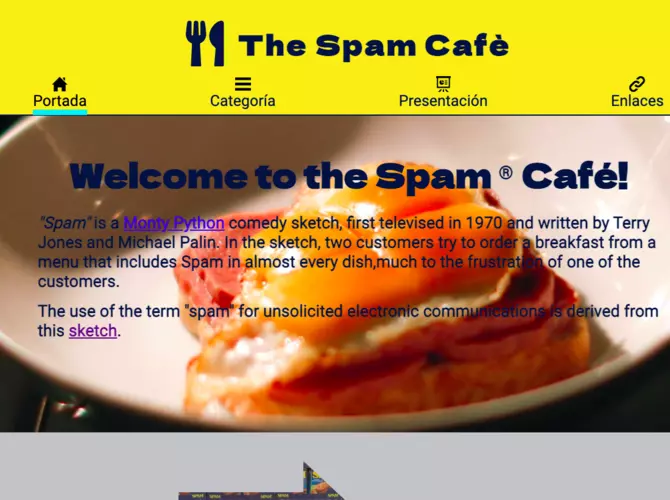 The Spam Cafè
Portada
Categoría
Presentación
Enlaces
Welcome to the Spam ® Café!
"Spam" is a Monty Python comedy sketch, first televised in 1970 and written by Terry
Jones and Michael Palin. In the sketch, two customers try to order a breakfast from a
menu that includes Spam in almost every dish,much to the frustration of one of the
customers.
The use of the term "spam" for unsolicited electronic communications is derived from
this sketch.